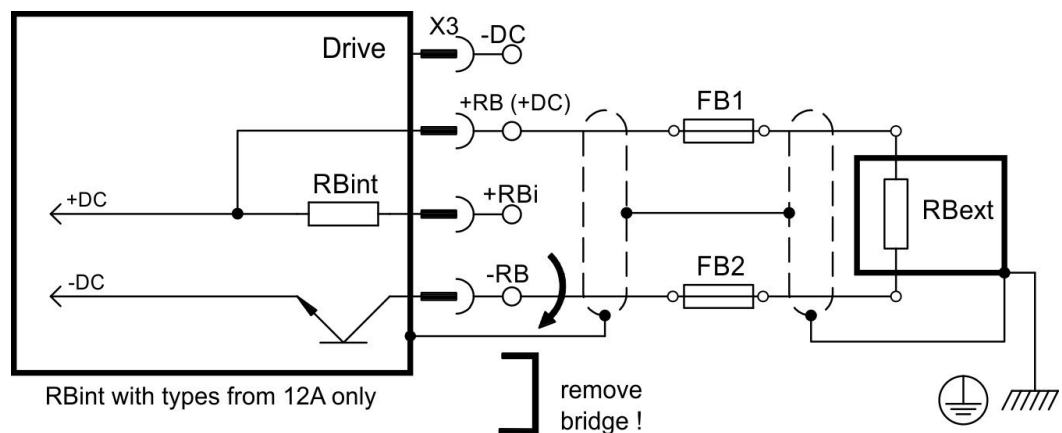 X3
-DC
Drive
+RB (+DC)
FB1
RBint
+DC
+RBi
RBext
-DC
-RB
FB2
RBint with types from 12A only
remove
bridge !